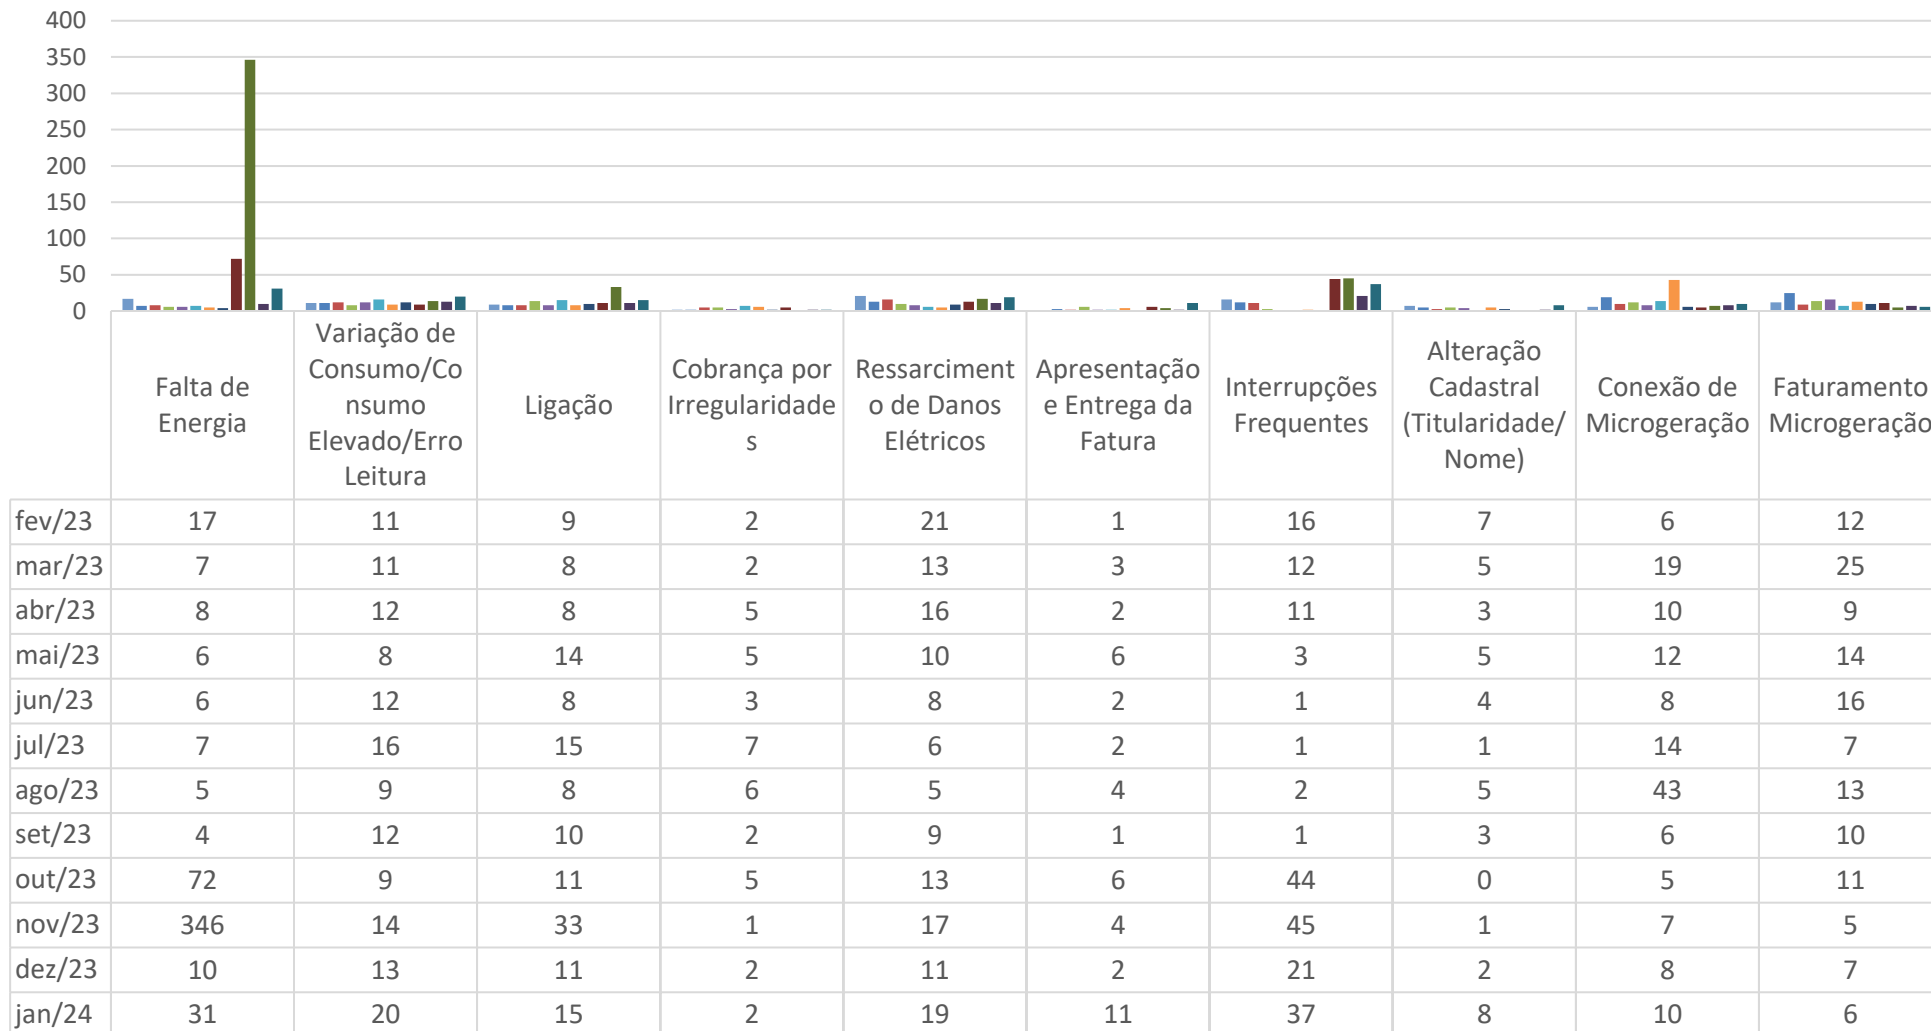 400
350
300
250
200
150
100
50
0
Falta de
Energia
Variação de
Consumo/Co
nsumo
Elevado/Erro
Leitura
Ligação
Cobrança por
Irregularidade
s
Ressarciment
o de Danos
Elétricos
Apresentação
e Entrega da
Fatura
Interrupções
Frequentes
Alteração
Cadastral
(Titularidade/
Nome)
Conexão de
Microgeração
Faturamento
Microgeração
fev/23 17 11 9 2 21 1 16 7 6 12
mar/23 7 11 8 2 13 3 12 5 19 25
abr/23 8 12 8 5 16 2 11 3 10 9
mai/23 6 8 14 5 10 6 3 5 12 14
jun/23 6 12 8 3 8 2 1 4 8 16
jul/23 7 16 15 7 6 2 1 1 14 7
ago/23 5 9 8 6 5 4 2 5 43 13
set/23 4 12 10 2 9 1 1 3 6 10
out/23 72 9 11 5 13 6 44 0 5 11
nov/23 346 14 33 1 17 4 45 1 7 5
dez/23 10 13 11 2 11 2 21 2 8 7
jan/24 31 20 15 2 19 11 37 8 10 6